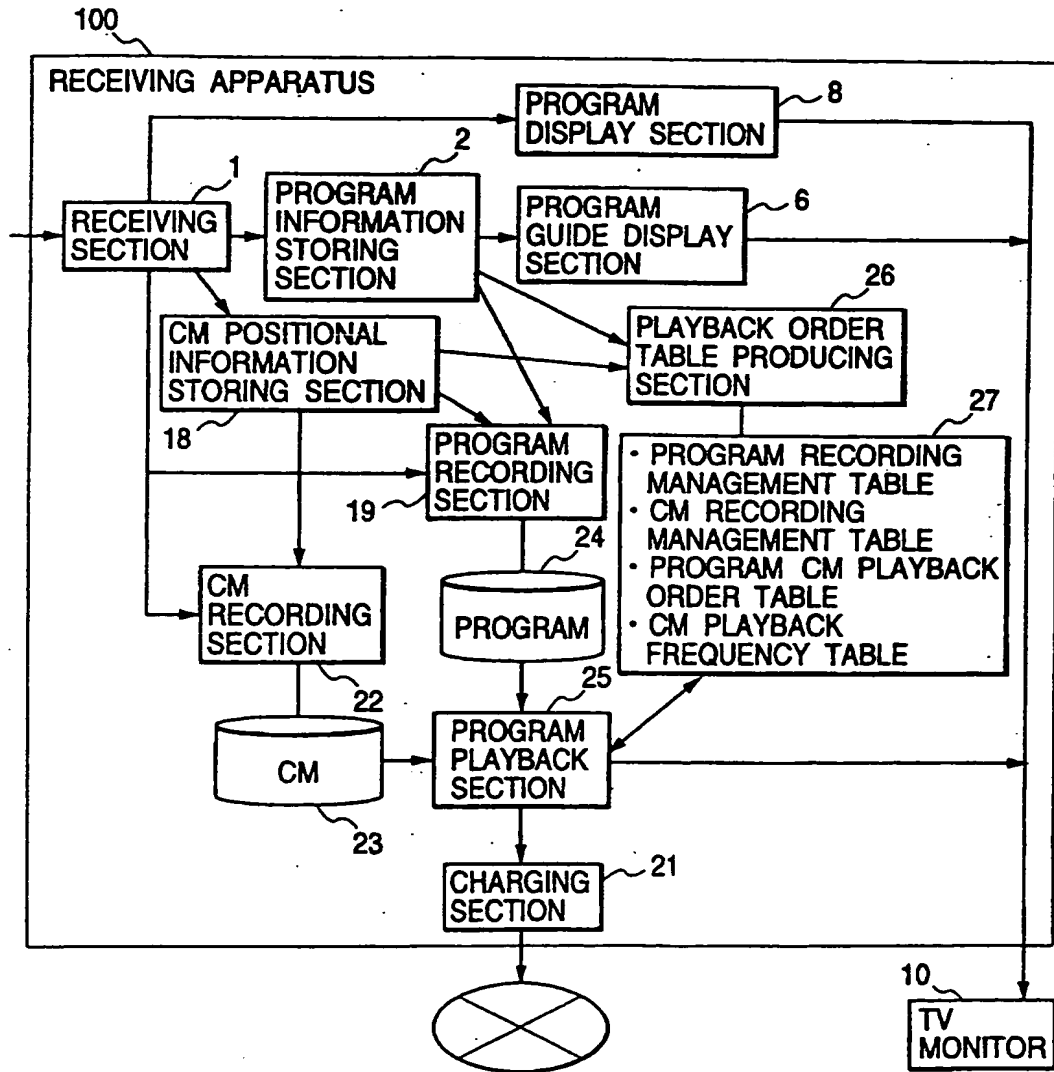 100
RECEIVING APPARATUS
8
PROGRAM
DISPLAY SECTION
2
1
PROGRAM
INFORMATION
STORING
SECTION
6
PROGRAM
GUIDE DISPLAY
SECTION
RECEIVING
SECTION
26
CM POSITIONAL
INFORMATION
STORING SECTION
PLAYBACK ORDER
TABLE PRODUCING
SECTION
18
27
PROGRAM
RECORDING
SECTION
19
• PROGRAM RECORDING
MANAGEMENT TABLE
• CM RECORDING
MANAGEMENT TABLE
• PROGRAM CM PLAYBACK
ORDER TABLE
• CM PLAYBACK
FREQUENCY TABLE
24
CM
RECORDING
SECTION
PROGRAM
22
25
PROGRAM
PLAYBACK
SECTION
CM
23
21
CHARGING
SECTION
10
TV
MONITOR